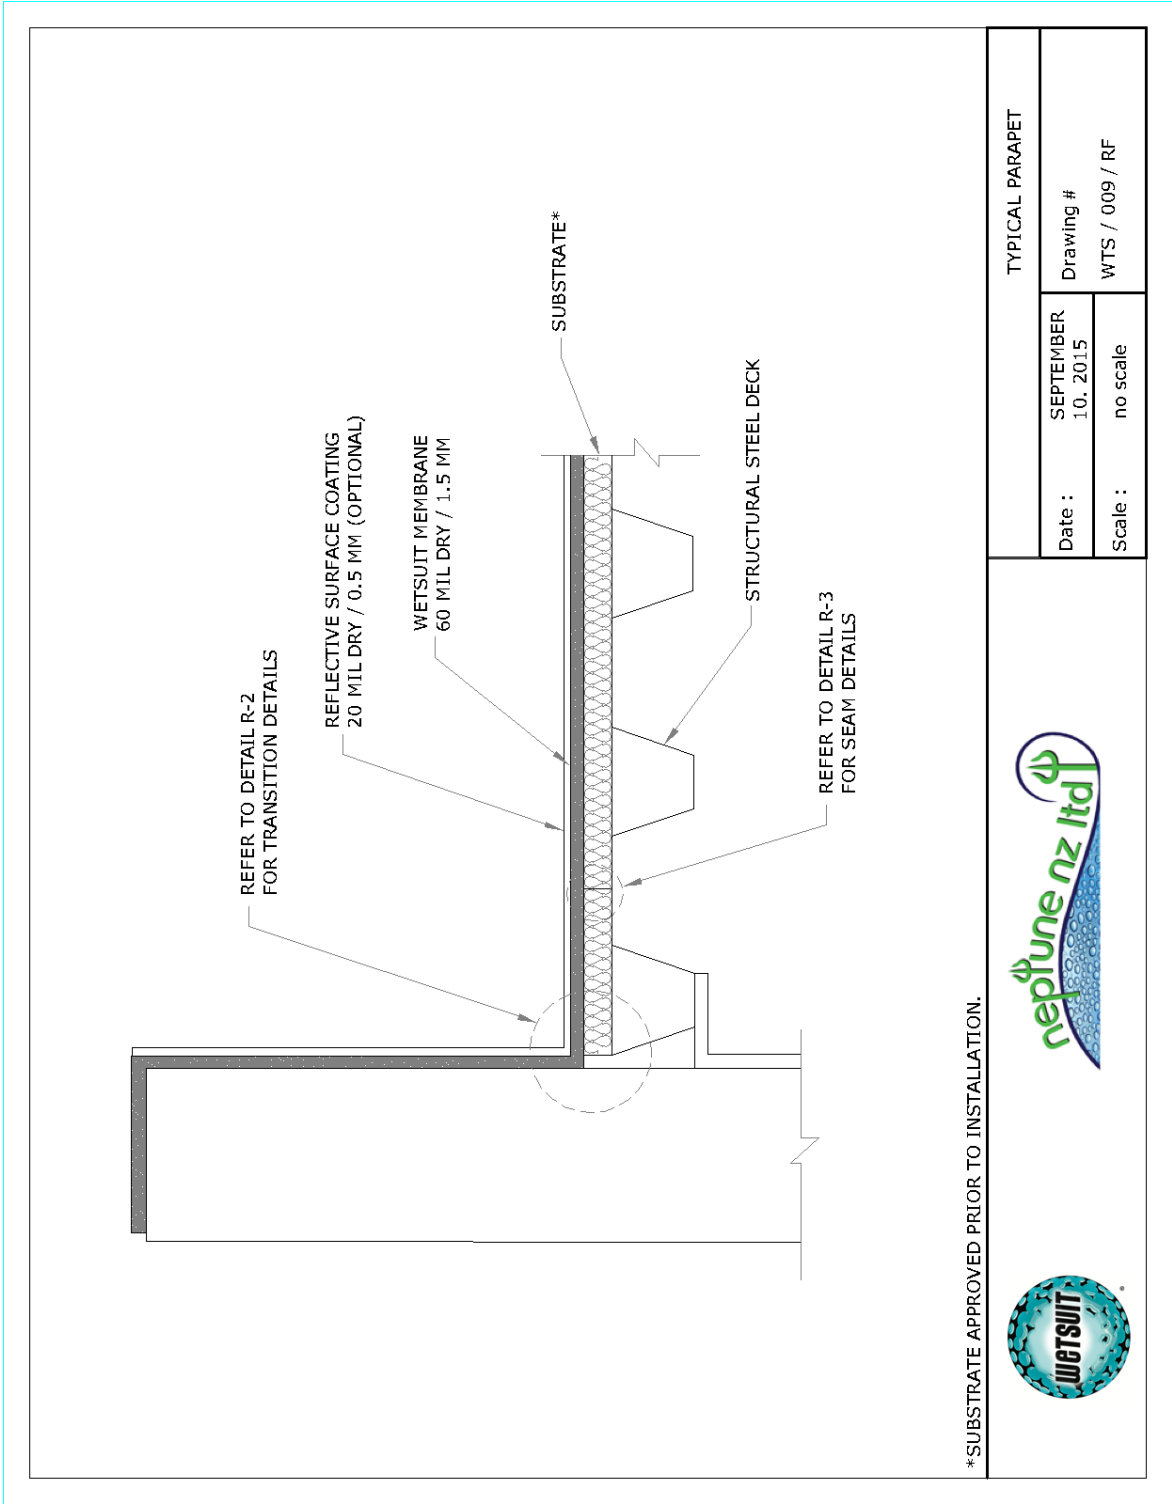 REFER TO DETAIL R-2
FOR TRANSITION DETAILS
REFLECTIVE SURFACE COATING
20 MIL DRY / 0.5 MM (OPTIONAL)
WETSUIT MEMBRANE
60 MIL DRY / 1.5 MM
SUBSTRATE*
STRUCTURAL STEEL DECK
REFER TO DETAIL R-3
FOR SEAM DETAILS
*SUBSTRATE APPROVED PRIOR TO INSTALLATION.
WETSUIT
neptune nz ltd
TYPICAL PARAPET
Date :
SEPTEMBER
10. 2015
Drawing #
WTS / 009 / RF
Scale :
no scale